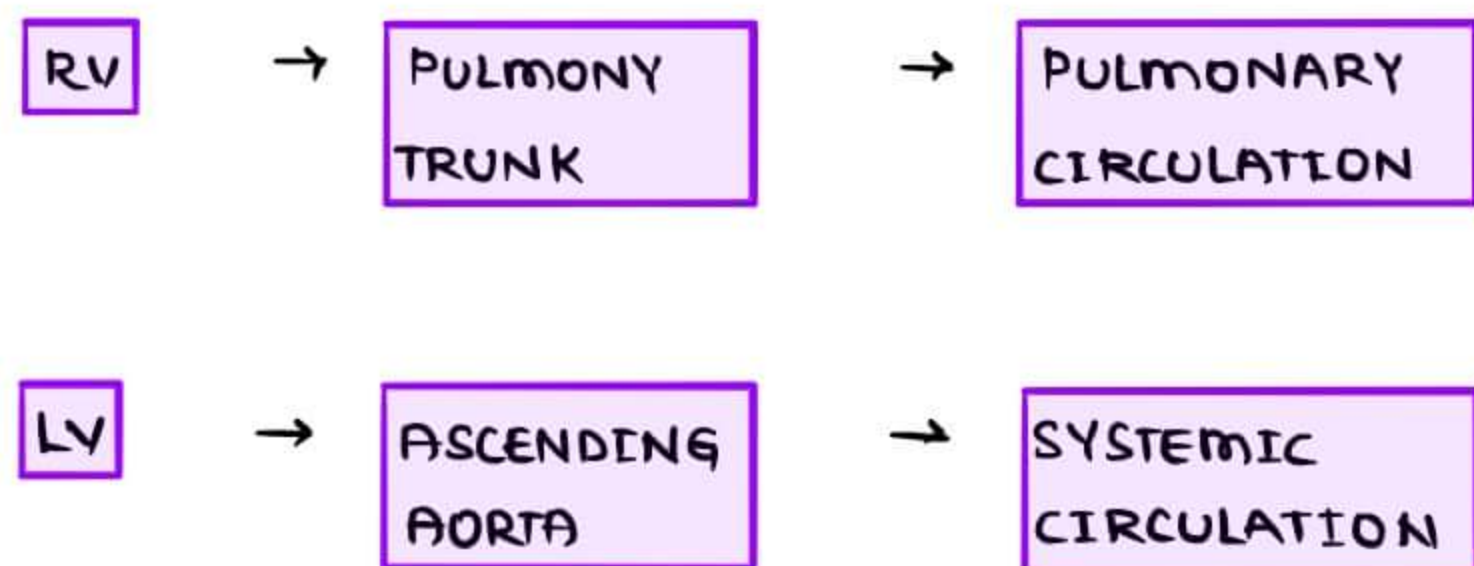 RV → PULMONY → PULMONARY
TRUNK CIRCULATION
LV → ASCENDING → SYSTEMIC
AORTA CIRCULATION